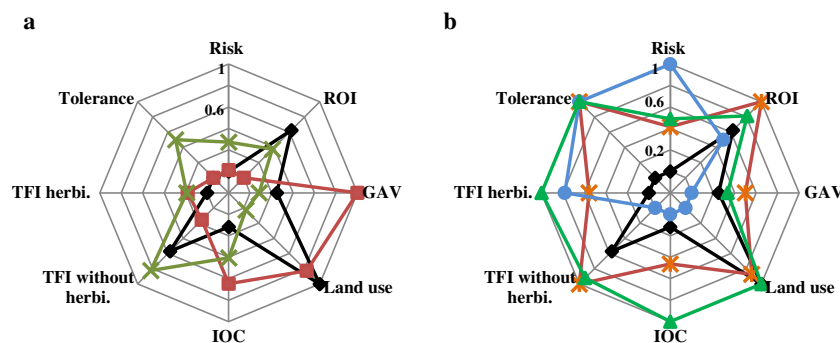 a
Risk
1
0.6
ROI
GAV
Land use
IOC
TFI without
herbi.
TFI herbi.
Tolerance
b
Risk
1
0.6
0.2
ROI
GAV
Land use
IOC
TFI without
herbi.
TFI herbi.
Tolerance